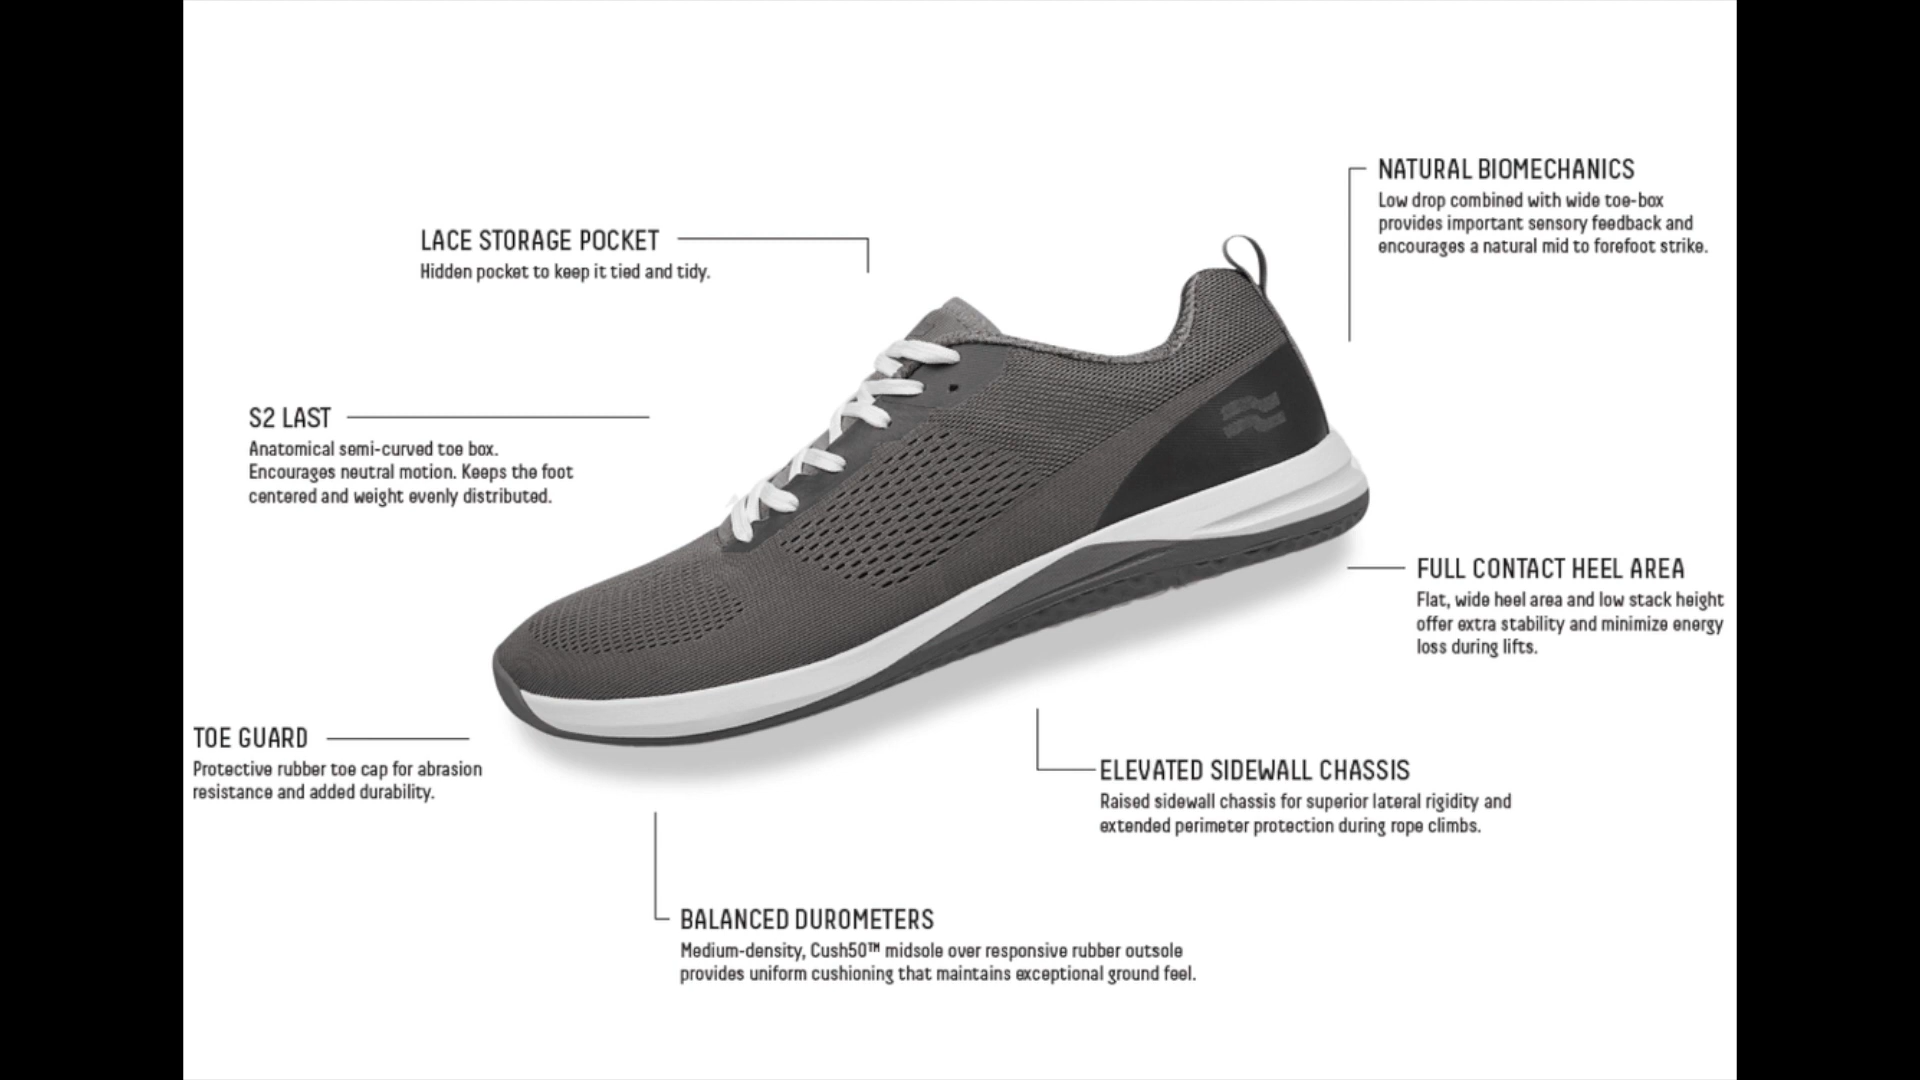 NATURAL BIOMECHANICS
Low drop combined with wide toe-box
provides important sensory feedback and
encourages a natural mid to forefoot strike.
LACE STORAGE POCKET
Hidden pocket to keep it tied and tidy.
S2 LAST
Anatomical semi-curved toe box.
Encourages neutral motion. Keeps the foot
centered and weight evenly distributed.
FULL CONTACT HEEL AREA
Flat, wide heel area and low stack height
offer extra stability and minimize energy
loss during lifts.
TOE GUARD
Protective rubber toe cap for abrasion
resistance and added durability.
ELEVATED SIDEWALL CHASSIS
Raised sidewall chassis for superior lateral rigidity and
extended perimeter protection during rope climbs.
BALANCED DUROMETERS
Medium-density, Cush50™ midsole over responsive rubber outsole
provides uniform cushioning that maintains exceptional ground feel.